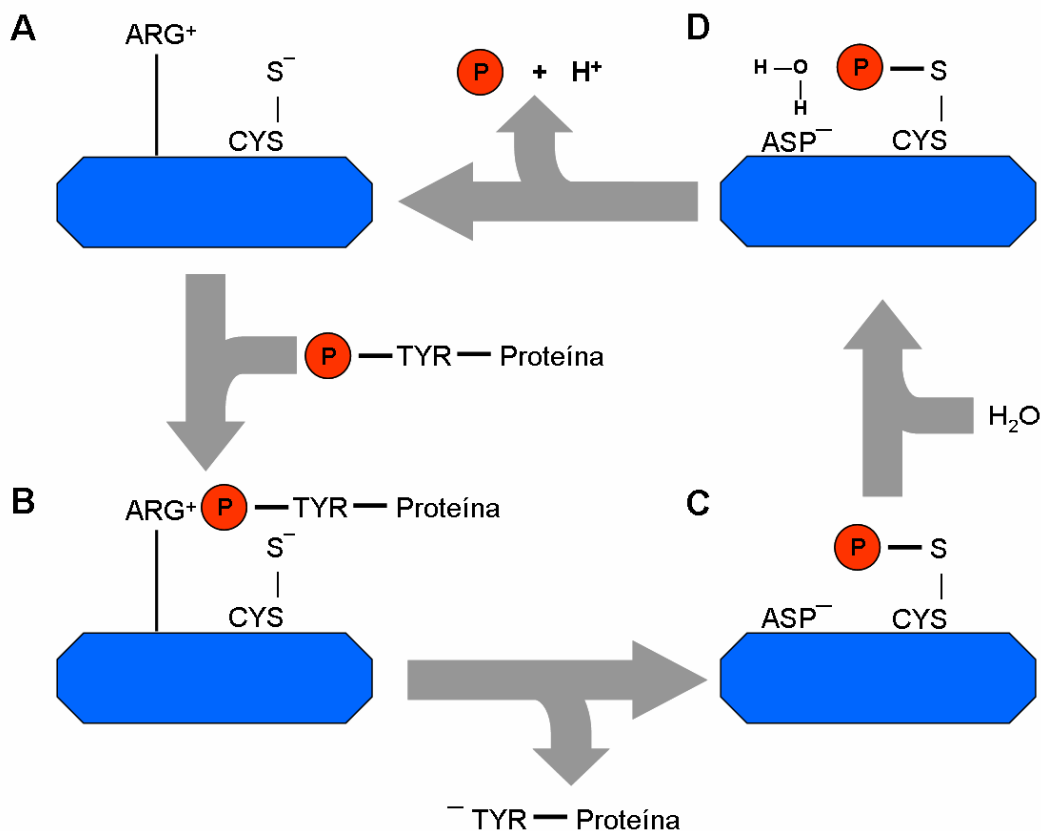 A
ARG⁺
S⁻
CYS
P + H⁺
D
H—O
H
P—S
ASP⁻
CYS
P—TYR—Proteína
H₂O
B
ARG⁺ P—TYR—Proteína
S⁻
CYS
C
P—S
ASP⁻
CYS
⁻TYR—Proteína